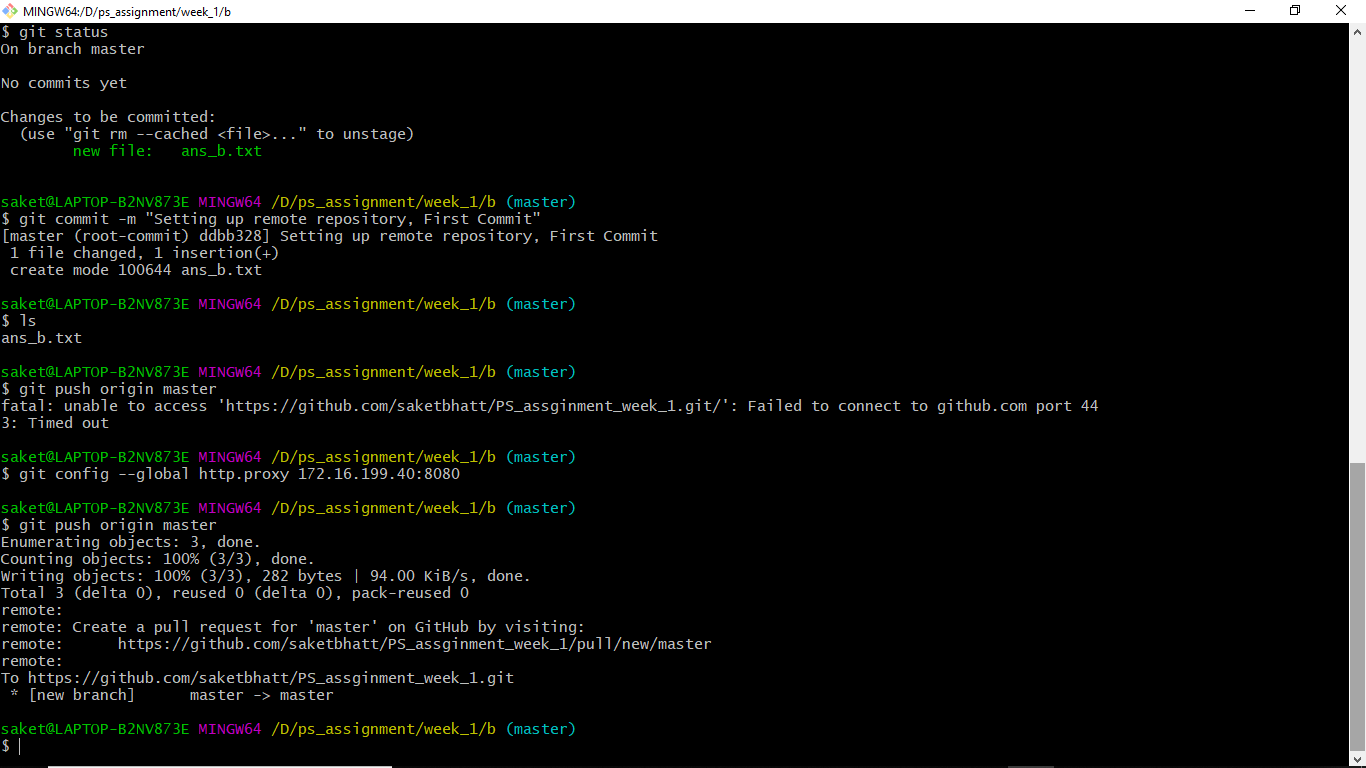 MINGW64:/D/ps_assignment/week_1/b
$ git status
On branch master
No commits yet
Changes to be committed:
  (use "git rm --cached <file>..." to unstage)
        new file:   ans_b.txt
saket@LAPTOP-B2NV873E MINGW64 /D/ps_assignment/week_1/b (master)
$ git commit -m "Setting up remote repository, First Commit"
[master (root-commit) ddbb328] Setting up remote repository, First Commit
 1 file changed, 1 insertion(+)
 create mode 100644 ans_b.txt
saket@LAPTOP-B2NV873E MINGW64 /D/ps_assignment/week_1/b (master)
$ ls
ans_b.txt
saket@LAPTOP-B2NV873E MINGW64 /D/ps_assignment/week_1/b (master)
$ git push origin master
fatal: unable to access 'https://github.com/saketbhatt/PS_assginment_week_1.git/': Failed to connect to github.com port 44
3: Timed out
saket@LAPTOP-B2NV873E MINGW64 /D/ps_assignment/week_1/b (master)
$ git config --global http.proxy 172.16.199.40:8080
saket@LAPTOP-B2NV873E MINGW64 /D/ps_assignment/week_1/b (master)
$ git push origin master
Enumerating objects: 3, done.
Counting objects: 100% (3/3), done.
Writing objects: 100% (3/3), 282 bytes | 94.00 KiB/s, done.
Total 3 (delta 0), reused 0 (delta 0), pack-reused 0
remote:
remote: Create a pull request for 'master' on GitHub by visiting:
remote:      https://github.com/saketbhatt/PS_assginment_week_1/pull/new/master
remote:
To https://github.com/saketbhatt/PS_assginment_week_1.git
 * [new branch]      master -> master
saket@LAPTOP-B2NV873E MINGW64 /D/ps_assignment/week_1/b (master)
$